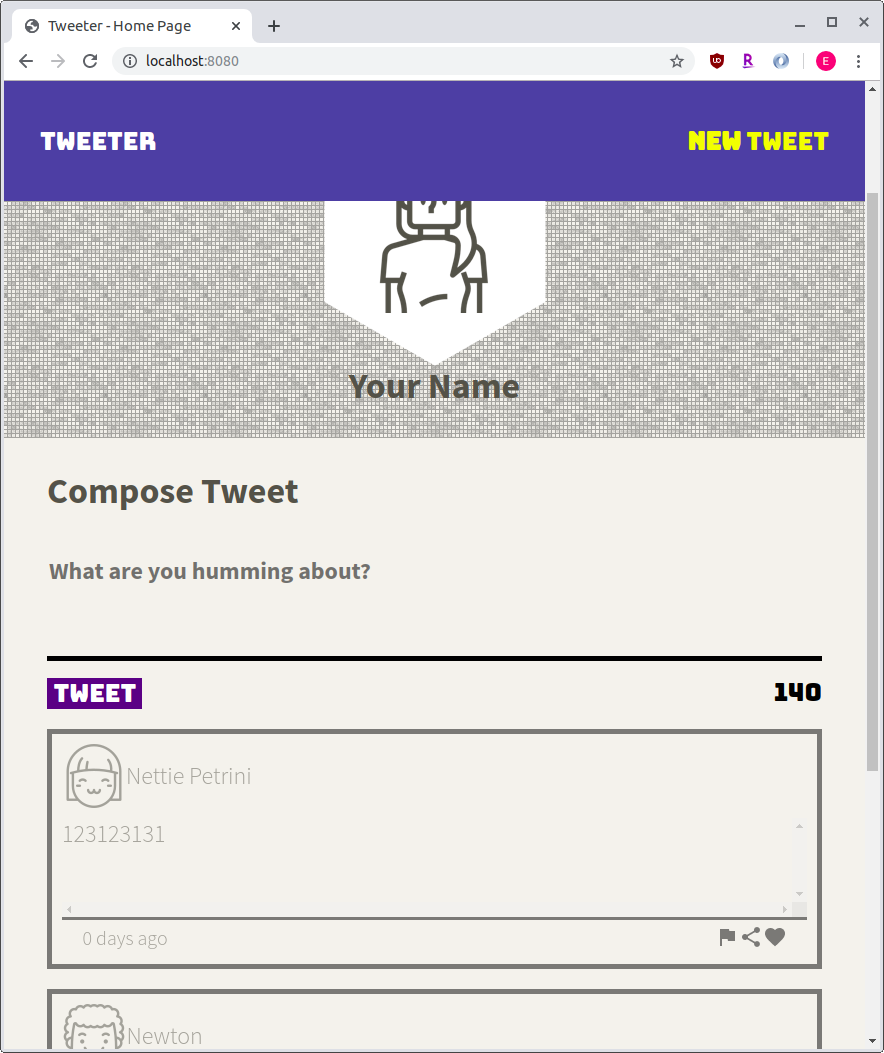 Tweeter - Home Page
localhost:8080
E
TWEETER
NEW TWEET
Your Name
Compose Tweet
What are you humming about?
TWEET
140
Nettie Petrini
123123131
0 days ago
Newton